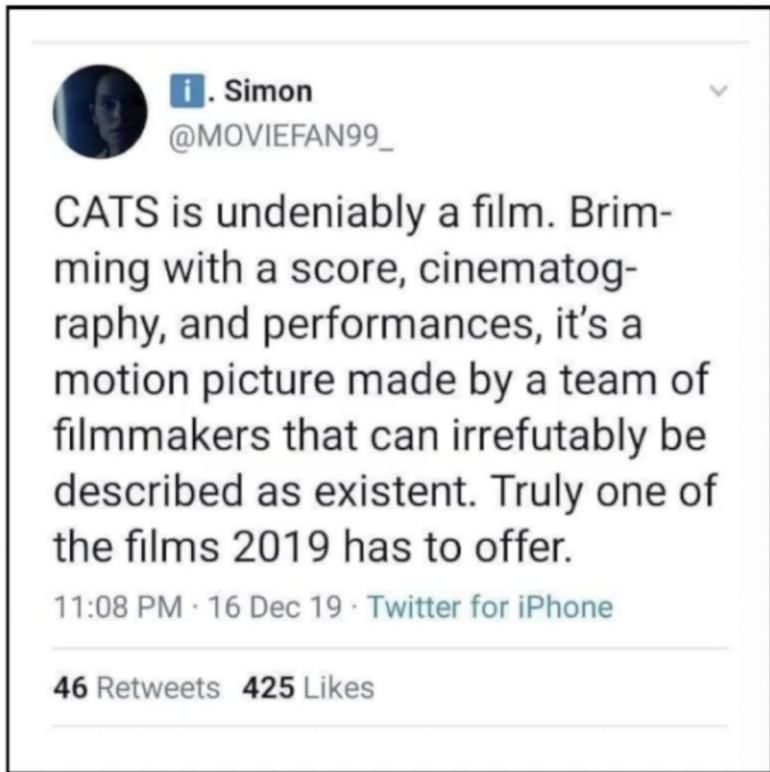 ℹ️. Simon
@MOVIEFAN99_
CATS is undeniably a film. Brim-
ming with a score, cinematog-
raphy, and performances, it's a
motion picture made by a team of
filmmakers that can irrefutably be
described as existent. Truly one of
the films 2019 has to offer.
11:08 PM · 16 Dec 19 · Twitter for iPhone
46 Retweets 425 Likes